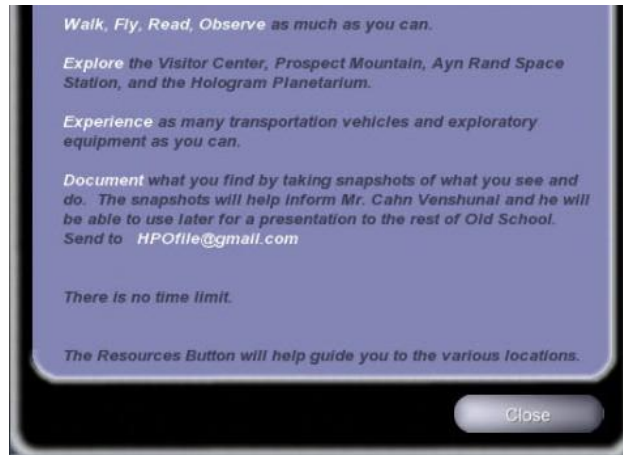 Walk, Fly, Read, Observe as much as you can.
Explore the Visitor Center, Prospect Mountain, Ayn Rand Space
Station, and the Hologram Planetarium.
Experience as many transportation vehicles and exploratory
equipment as you can.
Document what you find by taking snapshots of what you see and
do. The snapshots will help inform Mr. Cahn Venshunal and he will
be able to use later for a presentation to the rest of Old School.
Send to HPOfile@gmail.com
There is no time limit.
The Resources Button will help guide you to the various locations.
Close